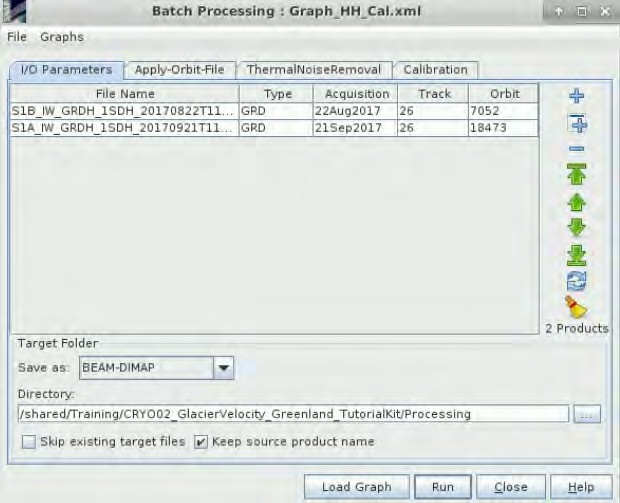 Batch Processing : Graph_HH_Cal.xml
File Graphs
I/O Parameters Apply-Orbit-File ThermalNoiseRemoval Calibration
File Name Type Acquisition Track Orbit
S1B_IW_GRDH_1SDH_20170822T11... GRD 22Aug2017 26 7052
S1A_IW_GRDH_1SDH_20170921T11... GRD 21Sep2017 26 18473
2 Products
Target Folder
Save as: BEAM-DIMAP
Directory:
/shared/Training/CRYO02_GlacierVelocity_Greenland_TutorialKit/Processing ...
Skip existing target files Keep source product name
Load Graph Run Close Help